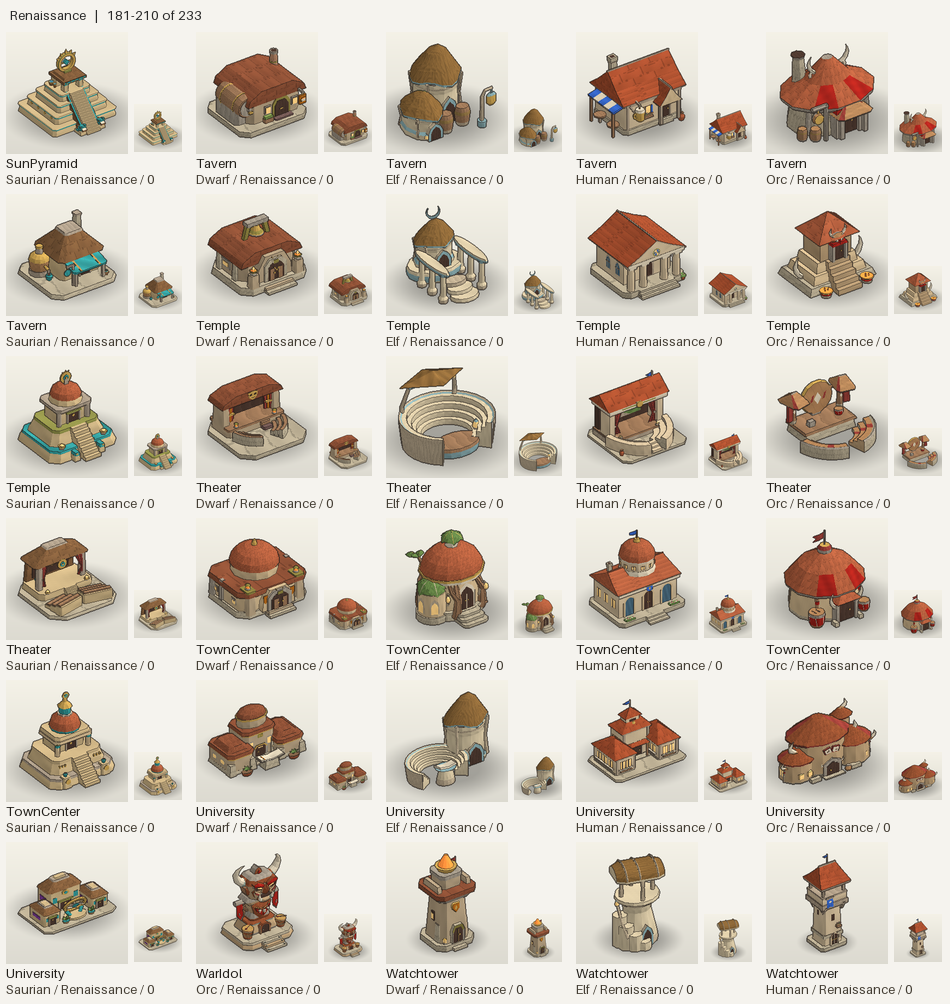 Renaissance | 181-210 of 233
SunPyramid
Saurian / Renaissance / 0
Tavern
Dwarf / Renaissance / 0
Tavern
Elf / Renaissance / 0
Tavern
Human / Renaissance / 0
Tavern
Orc / Renaissance / 0
Tavern
Saurian / Renaissance / 0
Temple
Dwarf / Renaissance / 0
Temple
Elf / Renaissance / 0
Temple
Human / Renaissance / 0
Temple
Orc / Renaissance / 0
Temple
Saurian / Renaissance / 0
Theater
Dwarf / Renaissance / 0
Theater
Elf / Renaissance / 0
Theater
Human / Renaissance / 0
Theater
Orc / Renaissance / 0
Theater
Saurian / Renaissance / 0
TownCenter
Dwarf / Renaissance / 0
TownCenter
Elf / Renaissance / 0
TownCenter
Human / Renaissance / 0
TownCenter
Orc / Renaissance / 0
TownCenter
Saurian / Renaissance / 0
University
Dwarf / Renaissance / 0
University
Elf / Renaissance / 0
University
Human / Renaissance / 0
University
Orc / Renaissance / 0
University
Saurian / Renaissance / 0
WarIdol
Orc / Renaissance / 0
Watchtower
Dwarf / Renaissance / 0
Watchtower
Elf / Renaissance / 0
Watchtower
Human / Renaissance / 0